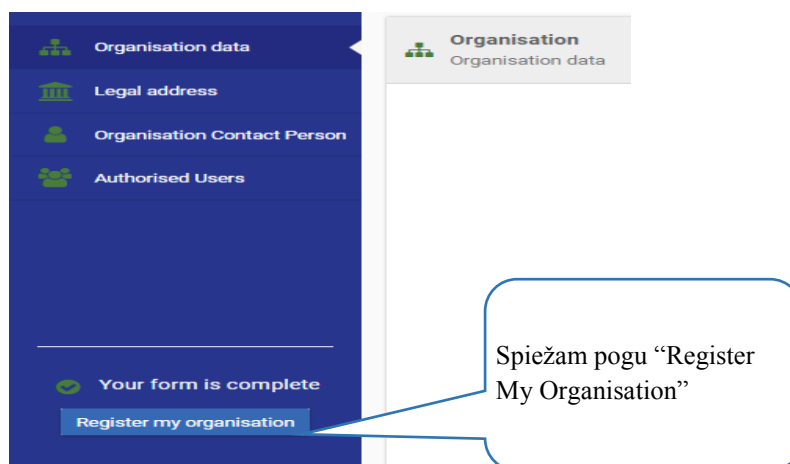 Organisation data
Legal address
Organisation Contact Person
Authorised Users
Your form is complete
Register my organisation
Organisation
Organisation data
Spiežam pogu “Register
My Organisation”